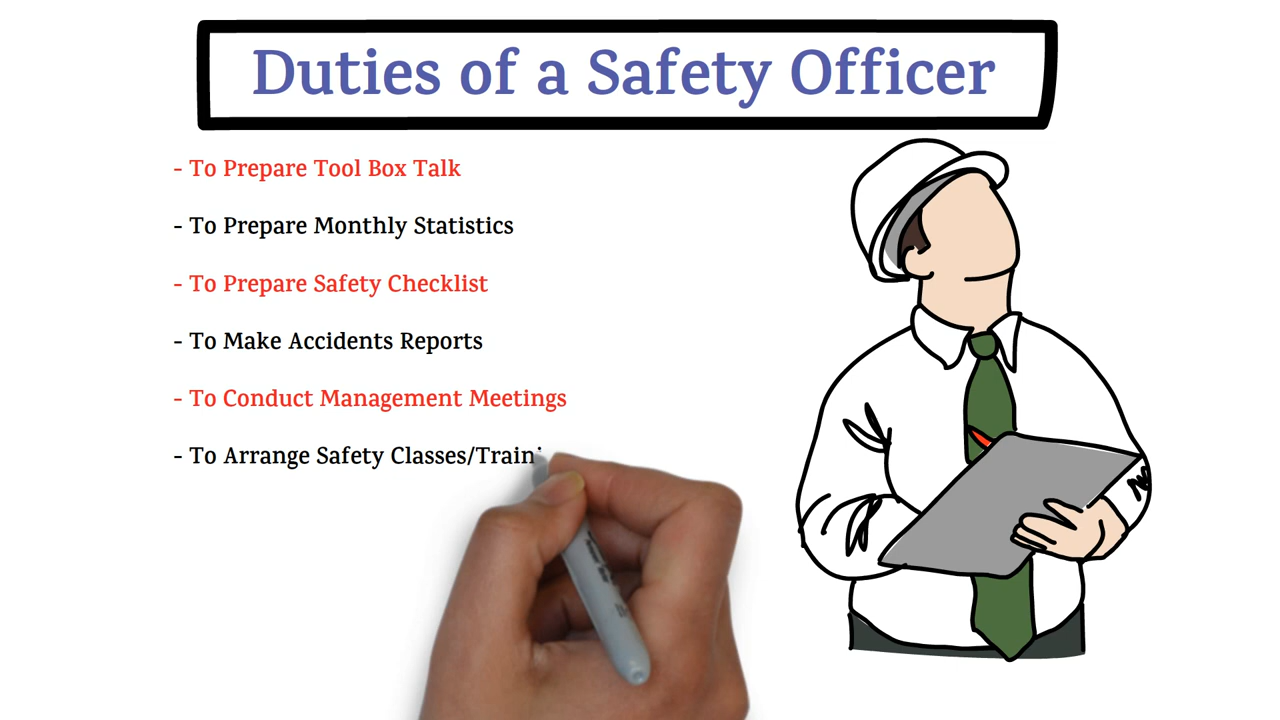 Duties of a Safety Officer
- To Prepare Tool Box Talk
- To Prepare Monthly Statistics
- To Prepare Safety Checklist
- To Make Accidents Reports
- To Conduct Management Meetings
- To Arrange Safety Classes/Traini